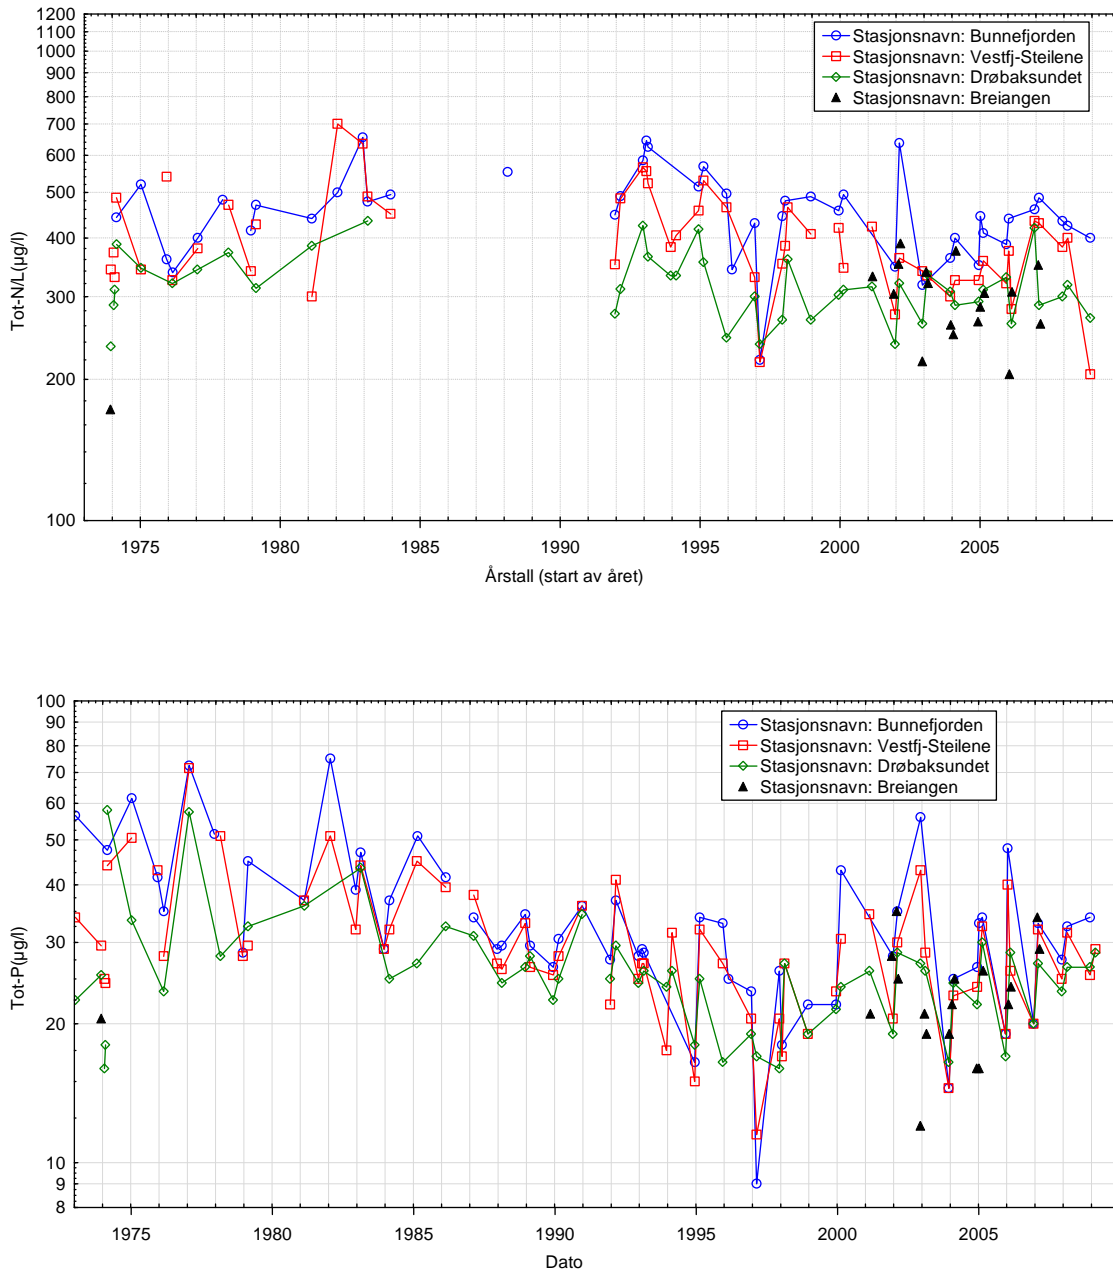 1200
1100
1000
900
800
700
600
500
400
300
200
100
Tot-N/L(µg/l)
Stasjonsnavn: Bunnefjorden
Stasjonsnavn: Vestfj-Steilene
Stasjonsnavn: Drøbaksundet
Stasjonsnavn: Breiangen
1975 1980 1985 1990 1995 2000 2005
Årstall (start av året)
100
90
80
70
60
50
40
30
20
10
9
8
Tot-P(µg/l)
Stasjonsnavn: Bunnefjorden
Stasjonsnavn: Vestfj-Steilene
Stasjonsnavn: Drøbaksundet
Stasjonsnavn: Breiangen
1975 1980 1985 1990 1995 2000 2005
Dato